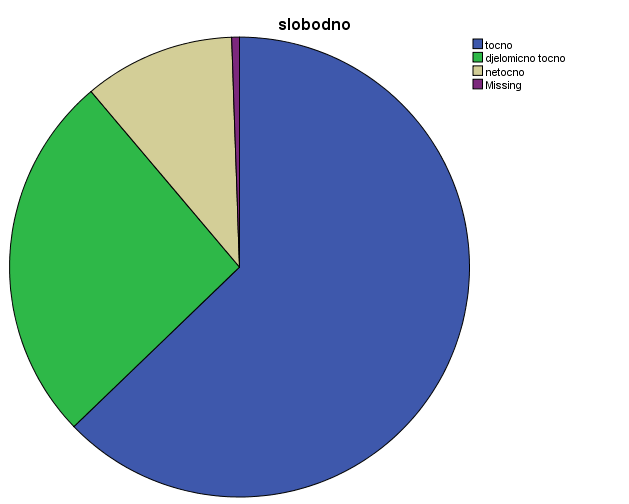 slobodno
tocno
djelomicno tocno
netocno
Missing